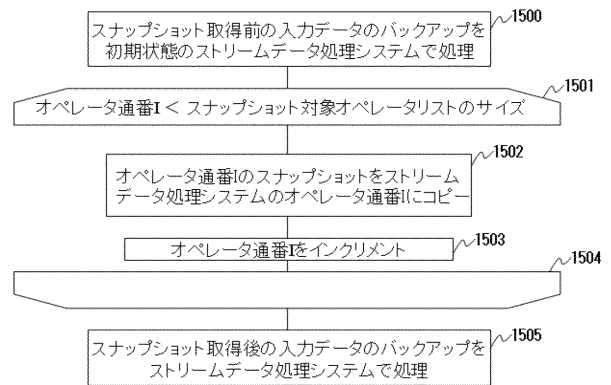 スナップショット取得前の入力データのバックアップを
初期状態のストリームデータ処理システムで処理
1500
オペレータ通番I < スナップショット対象オペレータリストのサイズ
1501
オペレータ通番Iのスナップショットをストリーム
データ処理システムのオペレータ通番Iにコピー
1502
オペレータ通番Iをインクリメント
1503
1504
スナップショット取得後の入力データのバックアップを
ストリームデータ処理システムで処理
1505